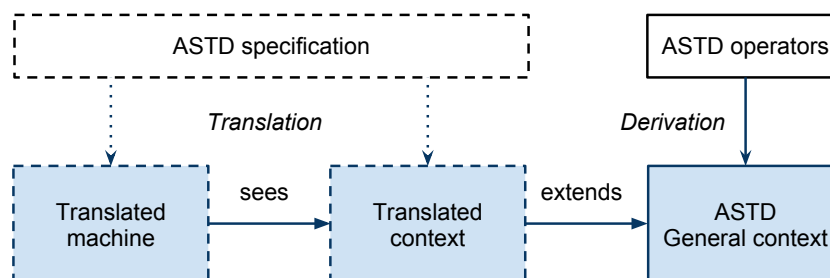 ASTD specification
ASTD operators
Translation
Derivation
sees
extends
Translated
machine
Translated
context
ASTD
General context